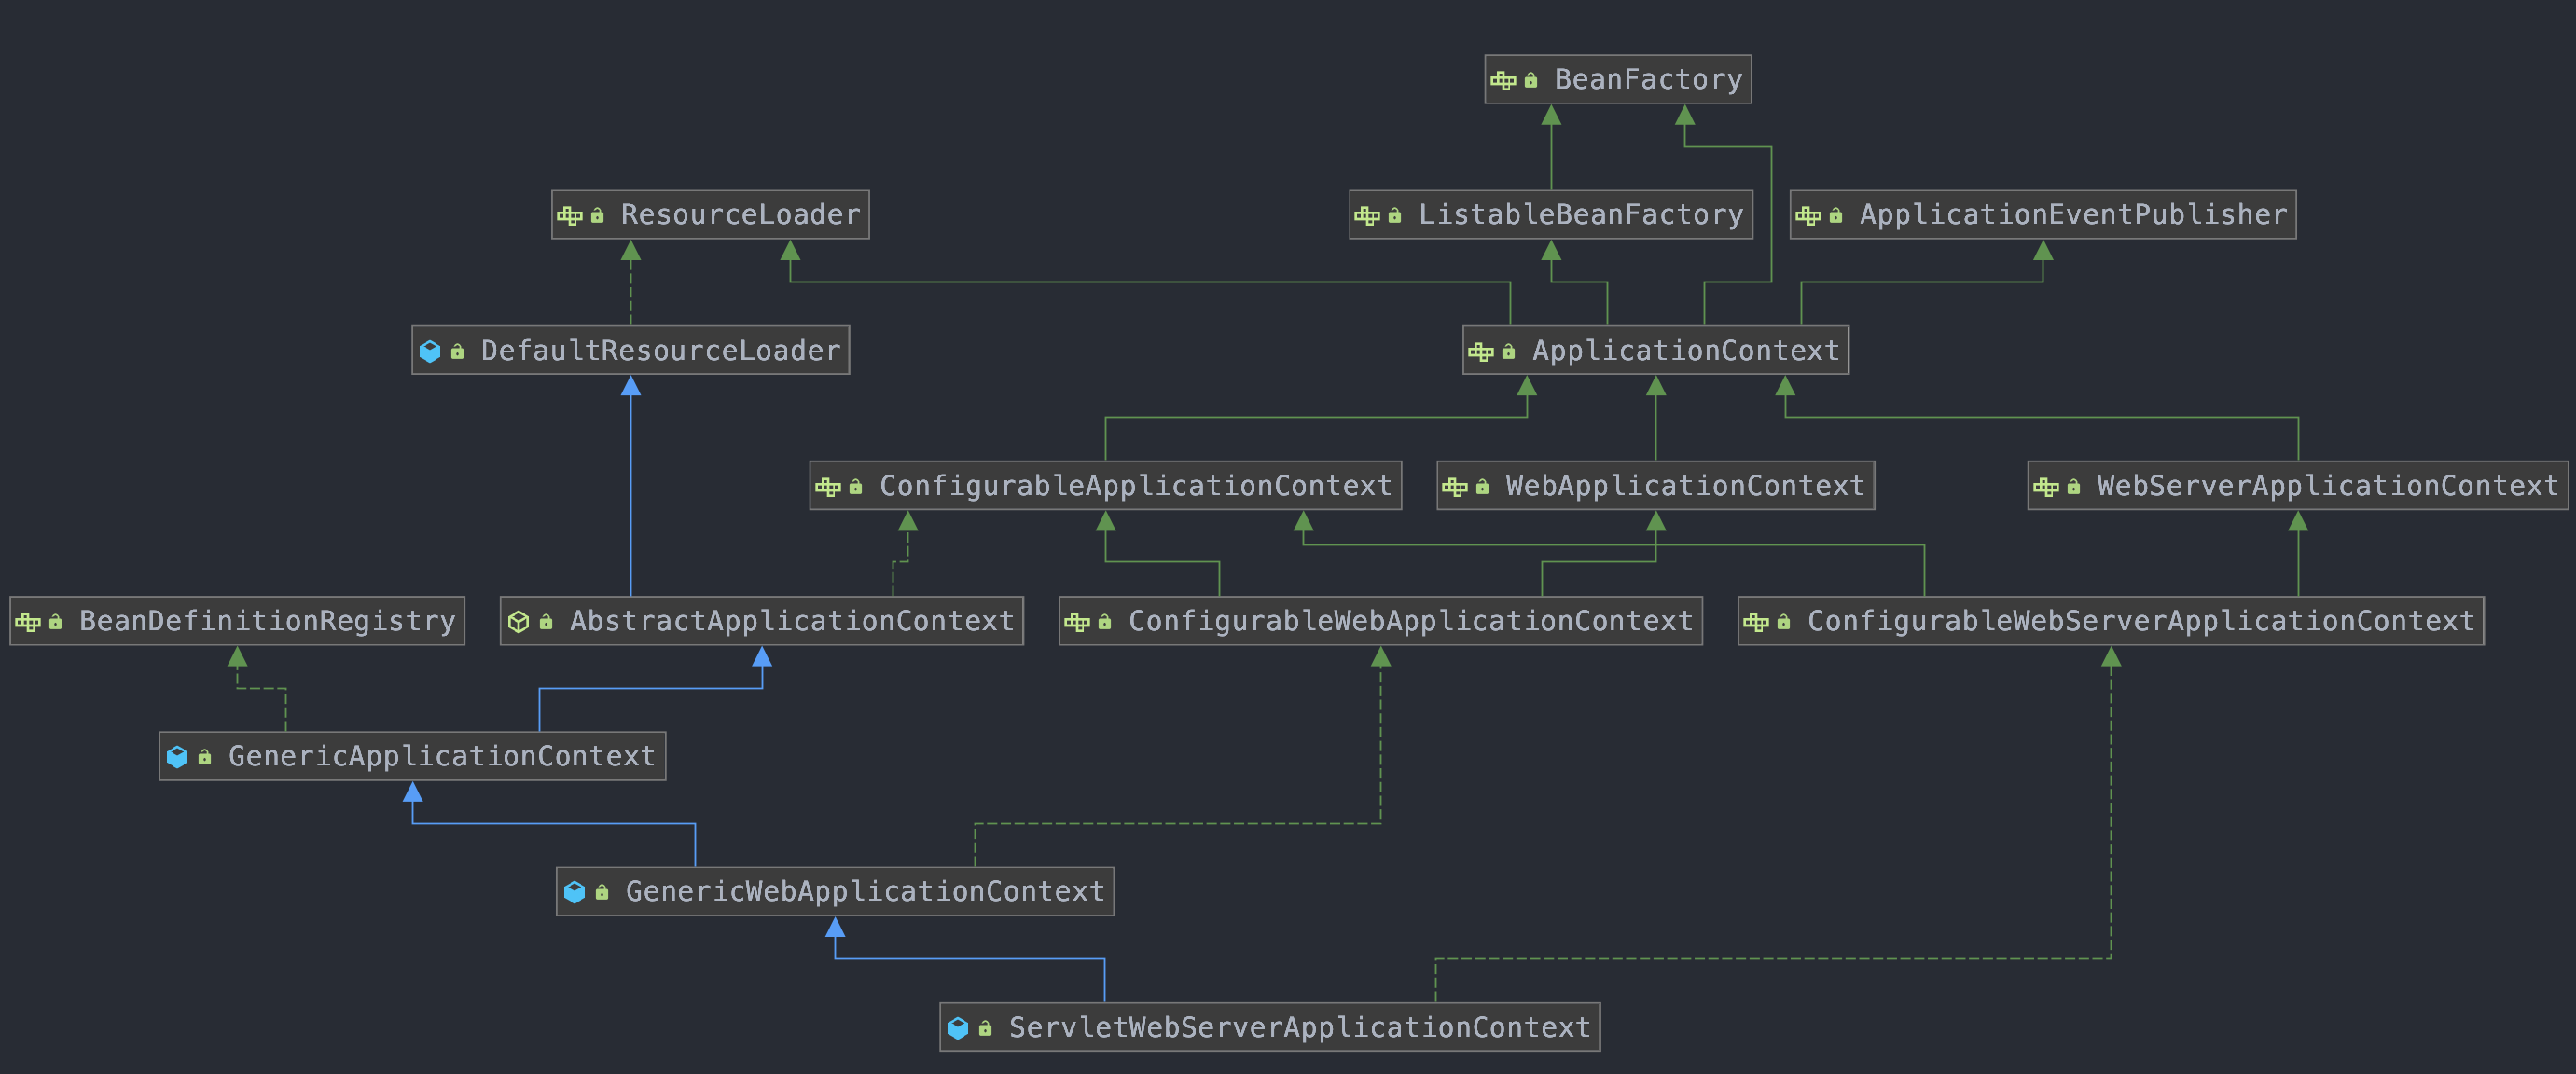 BeanFactory
ResourceLoader
ListableBeanFactory
ApplicationEventPublisher
DefaultResourceLoader
ApplicationContext
ConfigurableApplicationContext
WebApplicationContext
WebServerApplicationContext
BeanDefinitionRegistry
AbstractApplicationContext
ConfigurableWebApplicationContext
ConfigurableWebServerApplicationContext
GenericApplicationContext
GenericWebApplicationContext
ServletWebServerApplicationContext